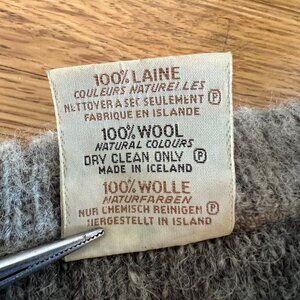 100% LAINE
COULEURS NATURELLES
NETTOYER A SEC SEULEMENT Ⓟ
FABRIQUE EN ISLANDE
100% WOOL
NATURAL COLOURS
DRY CLEAN ONLY Ⓟ
MADE IN ICELAND
100% WOLLE
NATURFARBEN
NUR CHEMISCH REINIGEN Ⓟ
HERGESTELLT IN ISLAND